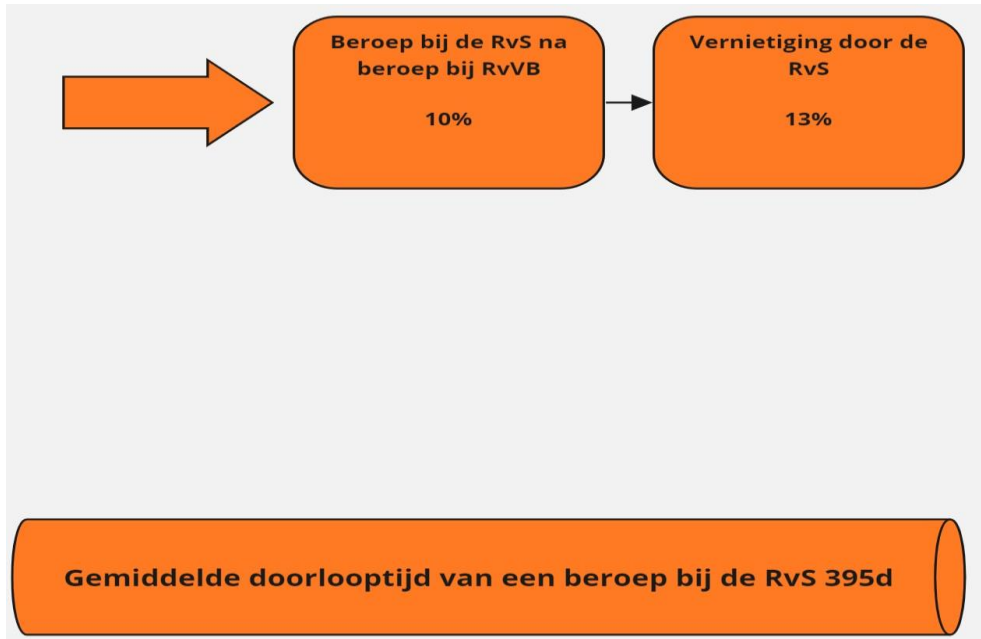 Beroep bij de RvS na
beroep bij RvVB
10%
Vernietiging door de
RvS
13%
Gemiddelde doorlooptijd van een beroep bij de RvS 395d